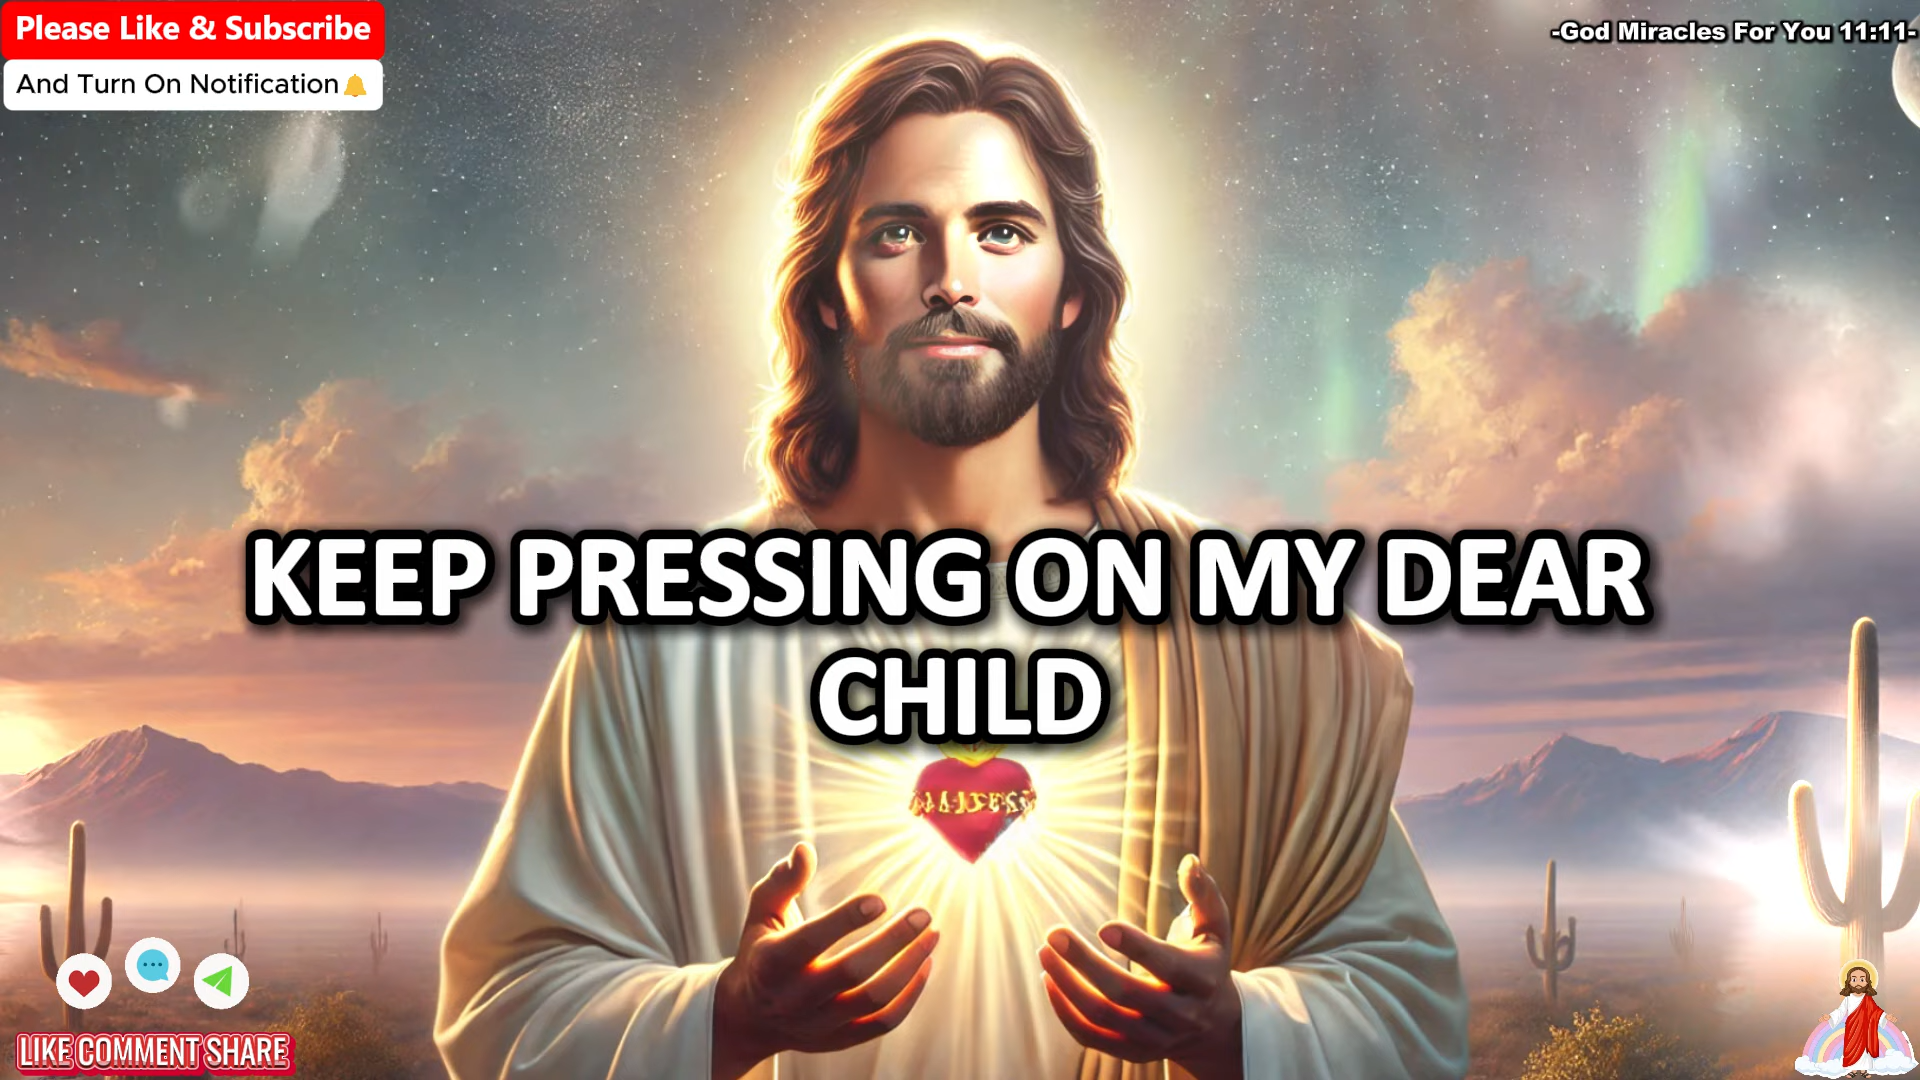 Please Like & Subscribe
And Turn On Notification
-God Miracles For You 11:11-
KEEP PRESSING ON MY DEAR
CHILD
LIKE COMMENT SHARE